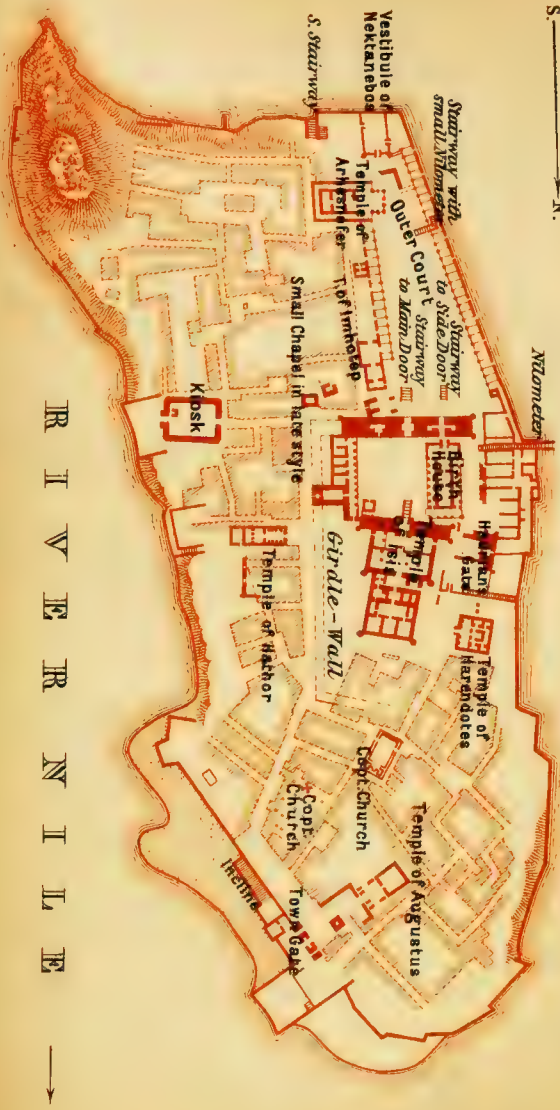 S.
N.
Vestibule of
Nektanebos
S. Stairway
Stairway with
small Nilometer
Temple of
Arhesnofer
Outer Court
Stairway
to Side Door
Stairway
to Main Door
T. of Imhotep
Small Chapel in late style
Kiosk
Nilometer
Birth
House
Temple
of Isis
Hadrian's
Gate
Girdle-Wall
Temple of Hathor
Temple of
Harendotes
Copt. Church
Copt.
Church
Temple of Augustus
Incline
Town Gate
RIVER NILE